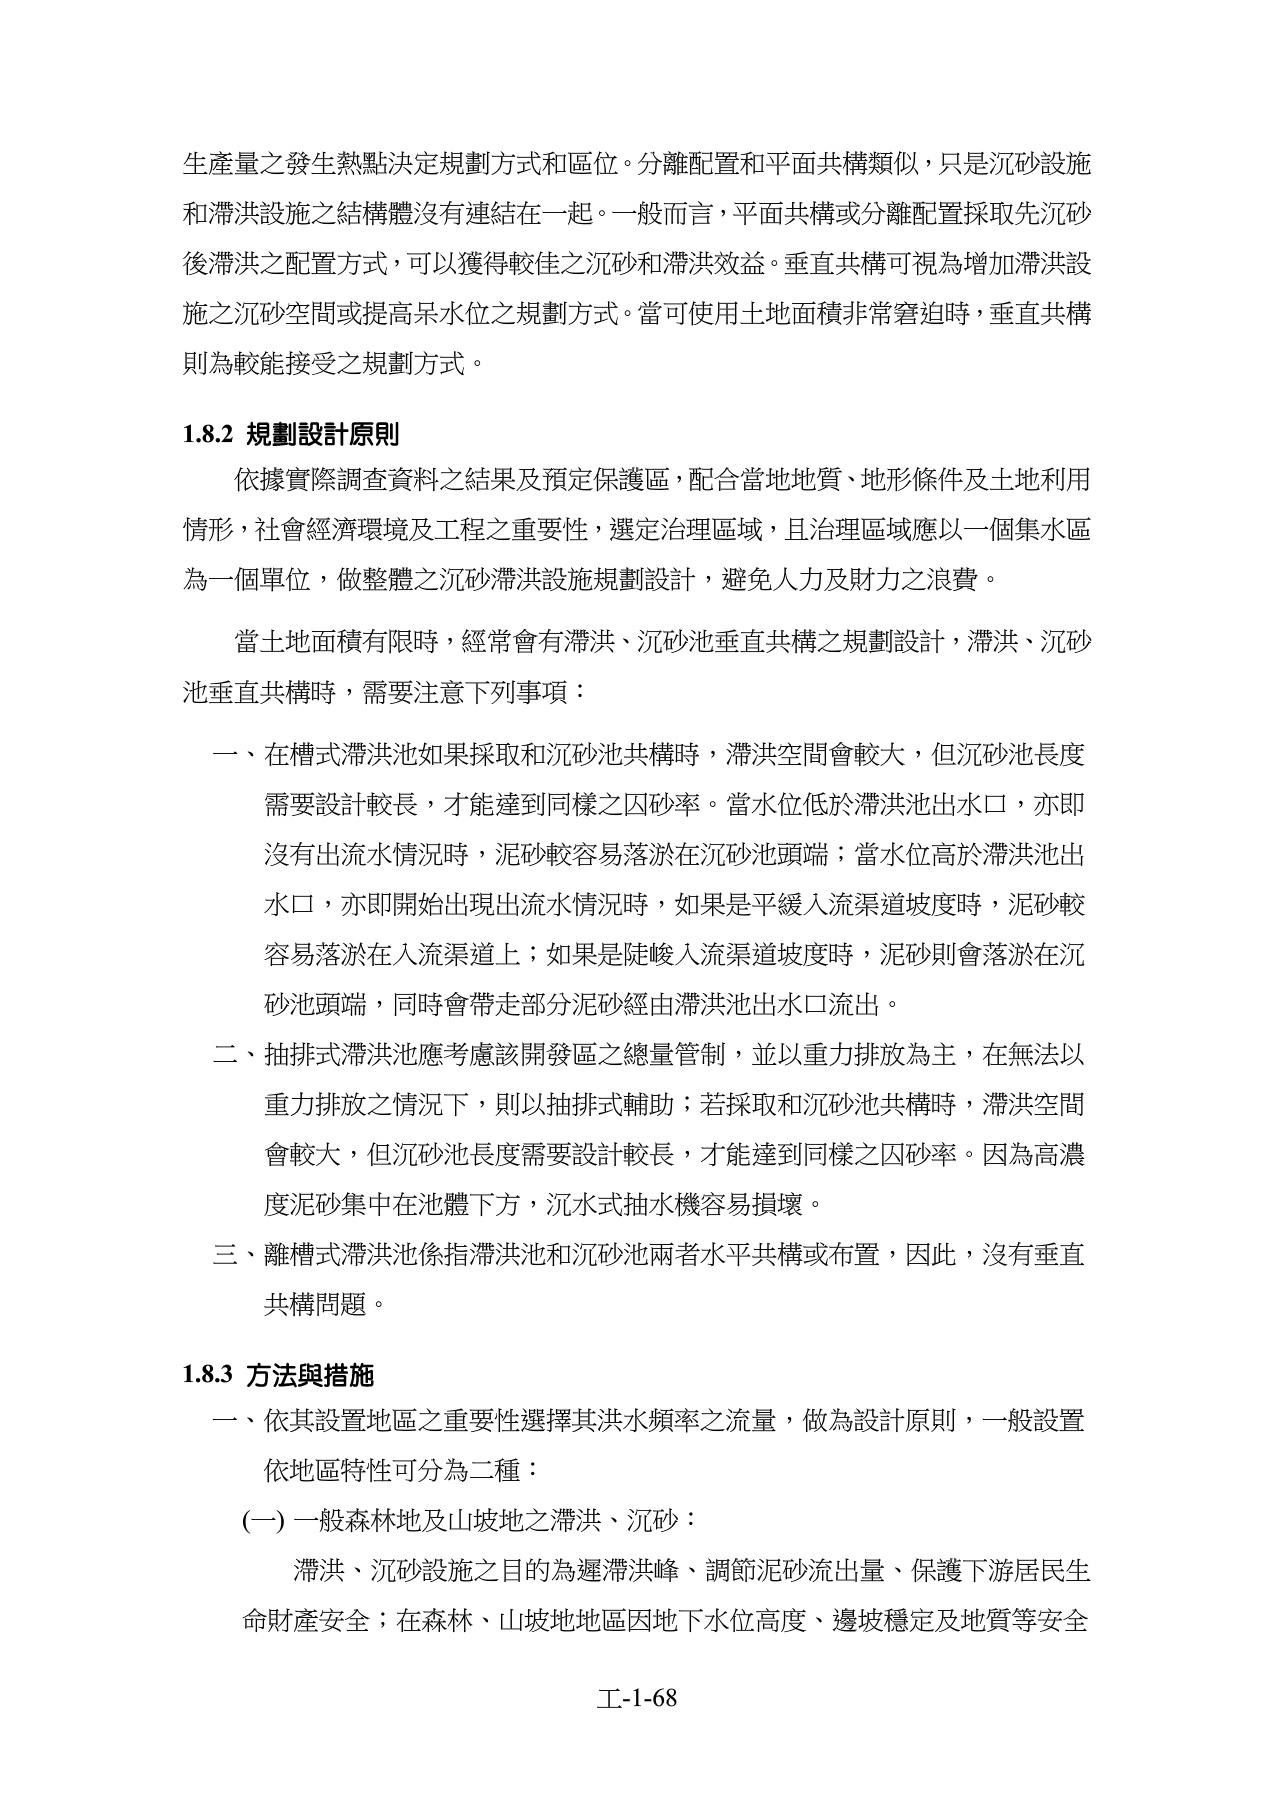 生產量之發生熱點決定規劃方式和區位。分離配置和平面共構類似，只是沉砂設施
和滯洪設施之結構體沒有連結在一起。一般而言，平面共構或分離配置採取先沉砂
後滯洪之配置方式，可以獲得較佳之沉砂和滯洪效益。垂直共構可視為增加滯洪設
施之沉砂空間或提高呆水位之規劃方式。當可使用土地面積非常窘迫時，垂直共構
則為較能接受之規劃方式。
1.8.2 規劃設計原則
依據實際調查資料之結果及預定保護區，配合當地地質、地形條件及土地利用
情形，社會經濟環境及工程之重要性，選定治理區域，且治理區域應以一個集水區
為一個單位，做整體之沉砂滯洪設施規劃設計，避免人力及財力之浪費。
當土地面積有限時，經常會有滯洪、沉砂池垂直共構之規劃設計，滯洪、沉砂
池垂直共構時，需要注意下列事項：
一、在槽式滯洪池如果採取和沉砂池共構時，滯洪空間會較大，但沉砂池長度
需要設計較長，才能達到同樣之囚砂率。當水位低於滯洪池出水口，亦即
沒有出流水情況時，泥砂較容易落淤在沉砂池頭端；當水位高於滯洪池出
水口，亦即開始出現出流水情況時，如果是平緩入流渠道坡度時，泥砂較
容易落淤在入流渠道上；如果是陡峻入流渠道坡度時，泥砂則會落淤在沉
砂池頭端，同時會帶走部分泥砂經由滯洪池出水口流出。
二、抽排式滯洪池應考慮該開發區之總量管制，並以重力排放為主，在無法以
重力排放之情況下，則以抽排式輔助；若採取和沉砂池共構時，滯洪空間
會較大，但沉砂池長度需要設計較長，才能達到同樣之囚砂率。因為高濃
度泥砂集中在池體下方，沉水式抽水機容易損壞。
三、離槽式滯洪池係指滯洪池和沉砂池兩者水平共構或布置，因此，沒有垂直
共構問題。
1.8.3 方法與措施
一、依其設置地區之重要性選擇其洪水頻率之流量，做為設計原則，一般設置
依地區特性可分為二種：
(一) 一般森林地及山坡地之滯洪、沉砂：
滯洪、沉砂設施之目的為遲滯洪峰、調節泥砂流出量、保護下游居民生
命財產安全；在森林、山坡地地區因地下水位高度、邊坡穩定及地質等安全
工-1-68